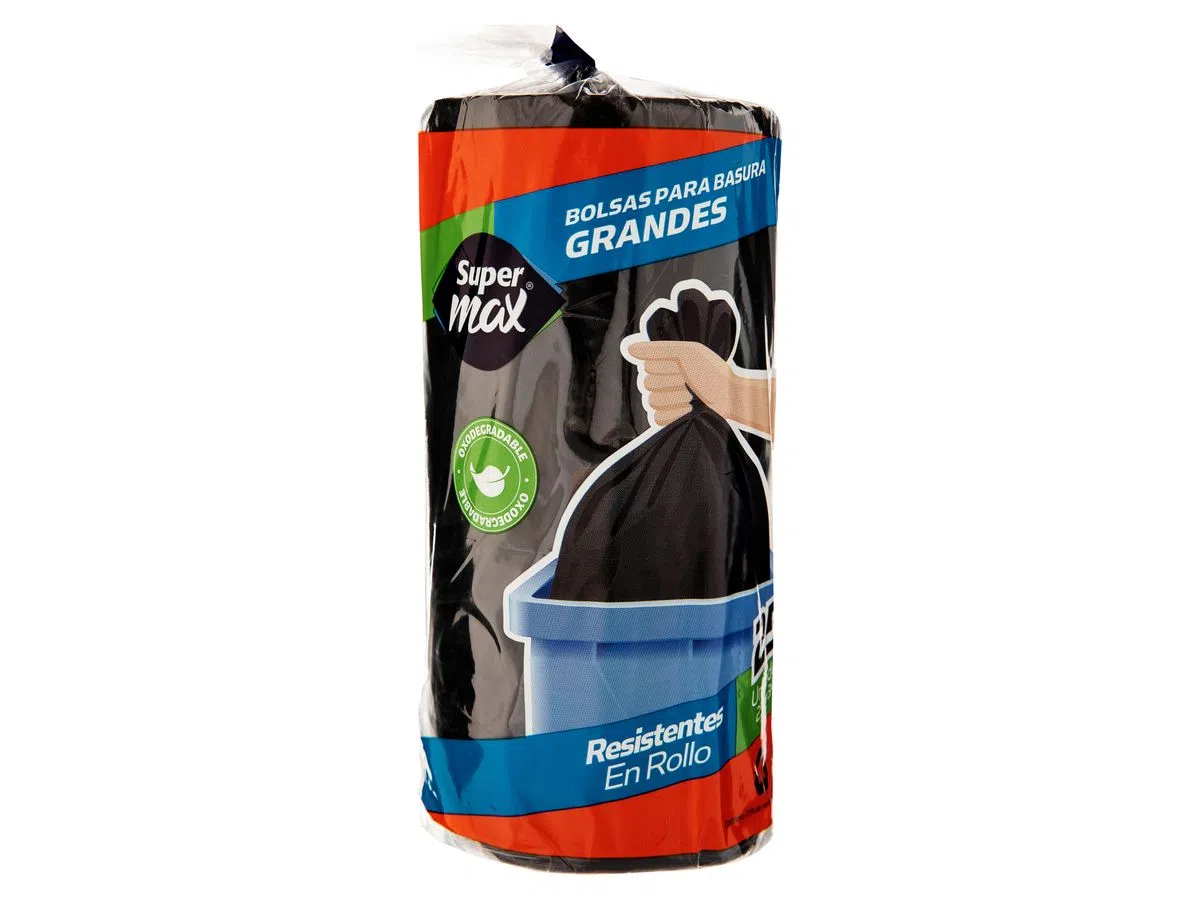 BOLSAS PARA BASURA
GRANDES
Super
max®
OXODEGRADABLE
OXODEGRADABLE
Resistentes
En Rollo